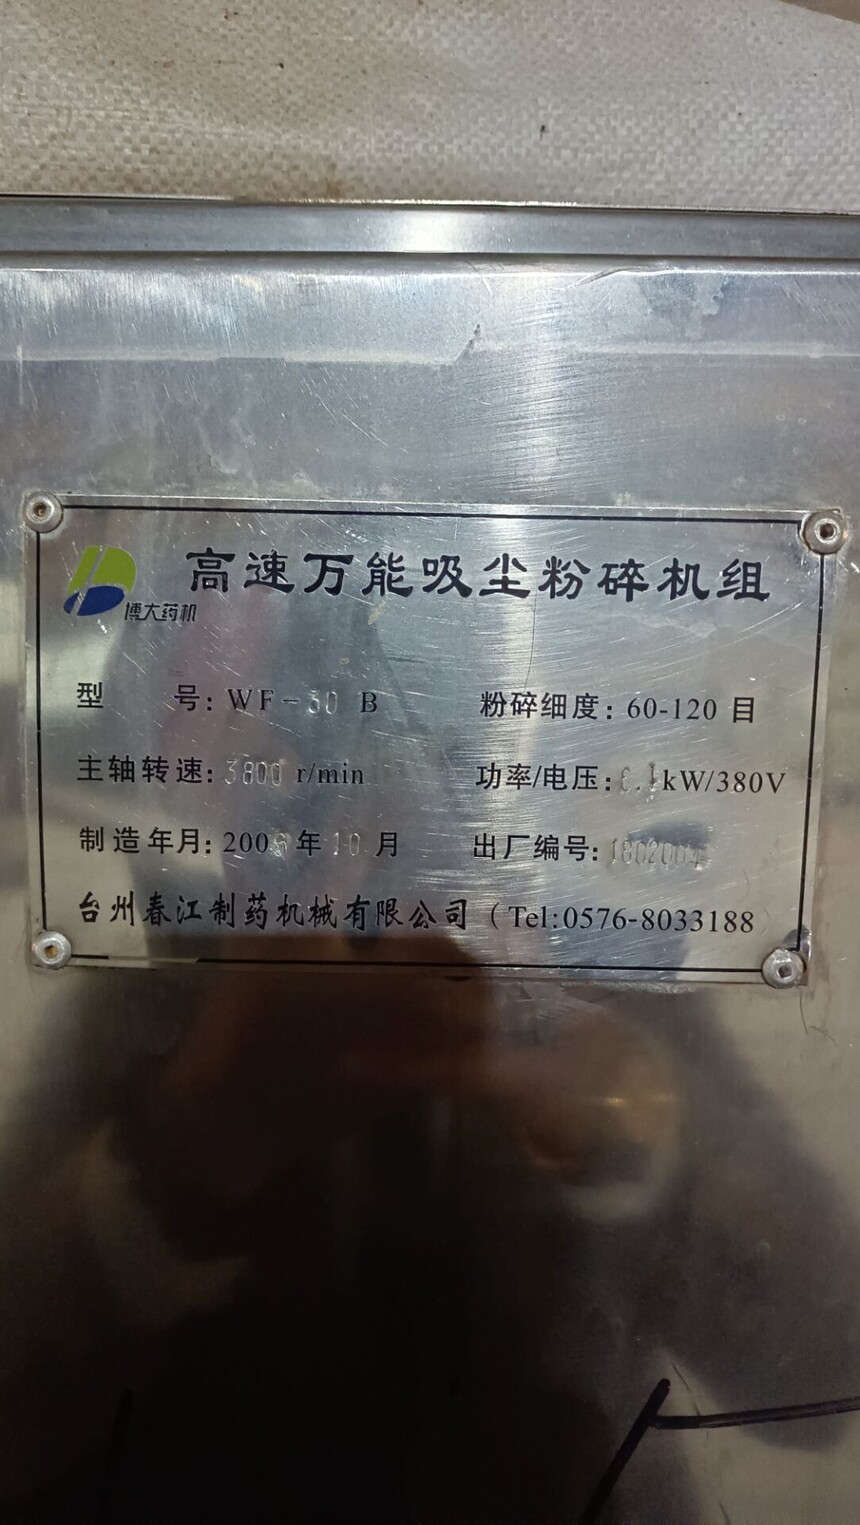 高速万能吸尘粉碎机组
博大药机
型 号: WF-30 B 粉碎细度: 60-120 目
主轴转速: 3800 r/min 功率/电压: kW/380V
制造年月: 年 10 月 出厂编号:
台州春江制药机械有限公司 (Tel:0576-8033188)